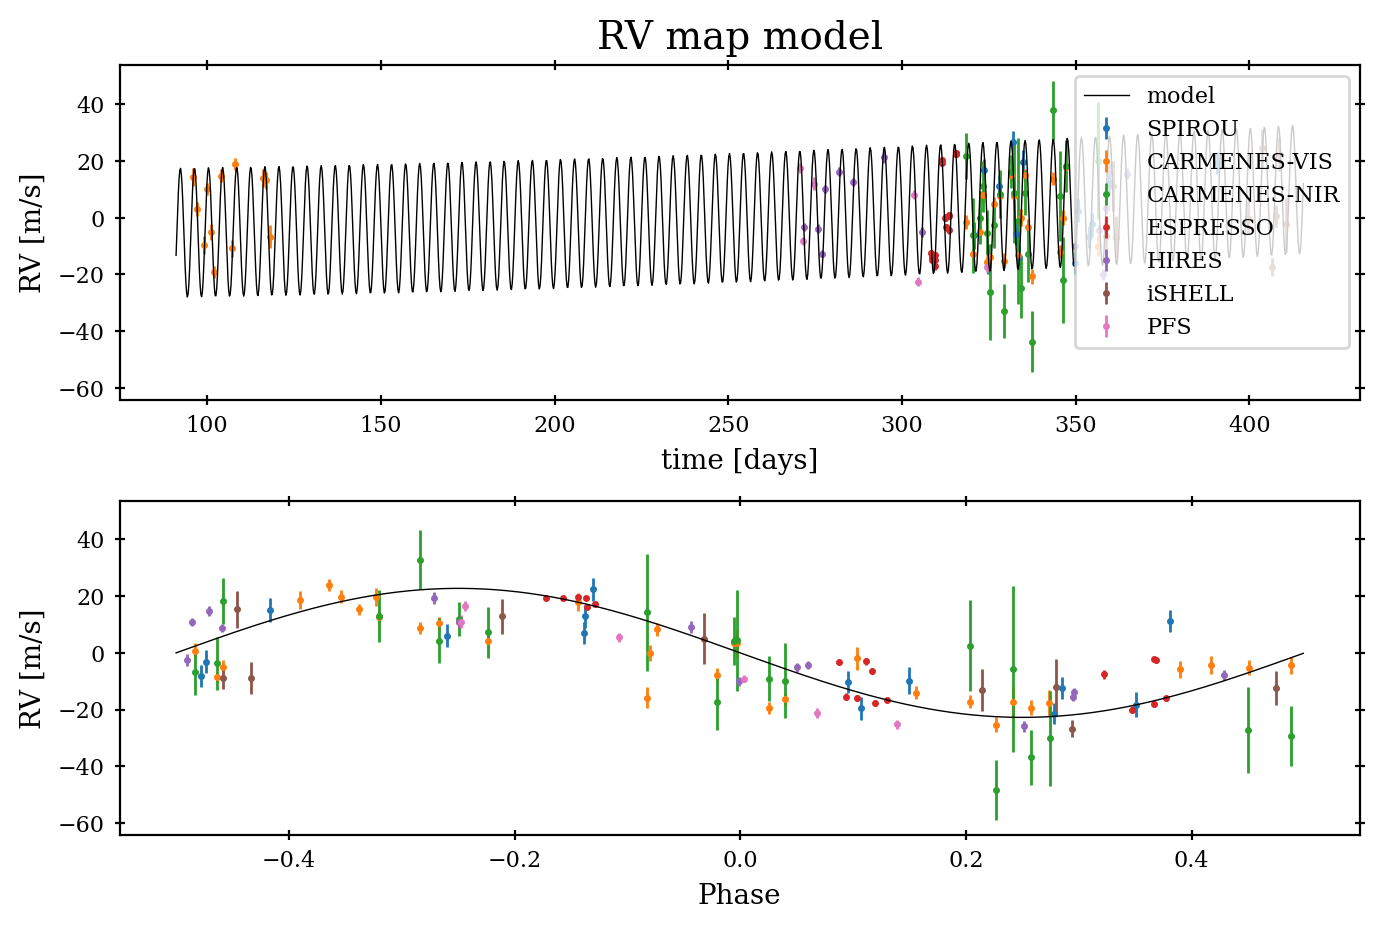 RV map model
RV [m/s]
40
20
0
−20
−40
−60
model
SPIROU
CARMENES-VIS
CARMENES-NIR
ESPRESSO
HIRES
iSHELL
PFS
100 150 200 250 300 350 400
time [days]
RV [m/s]
40
20
0
−20
−40
−60
−0.4 −0.2 0.0 0.2 0.4
Phase